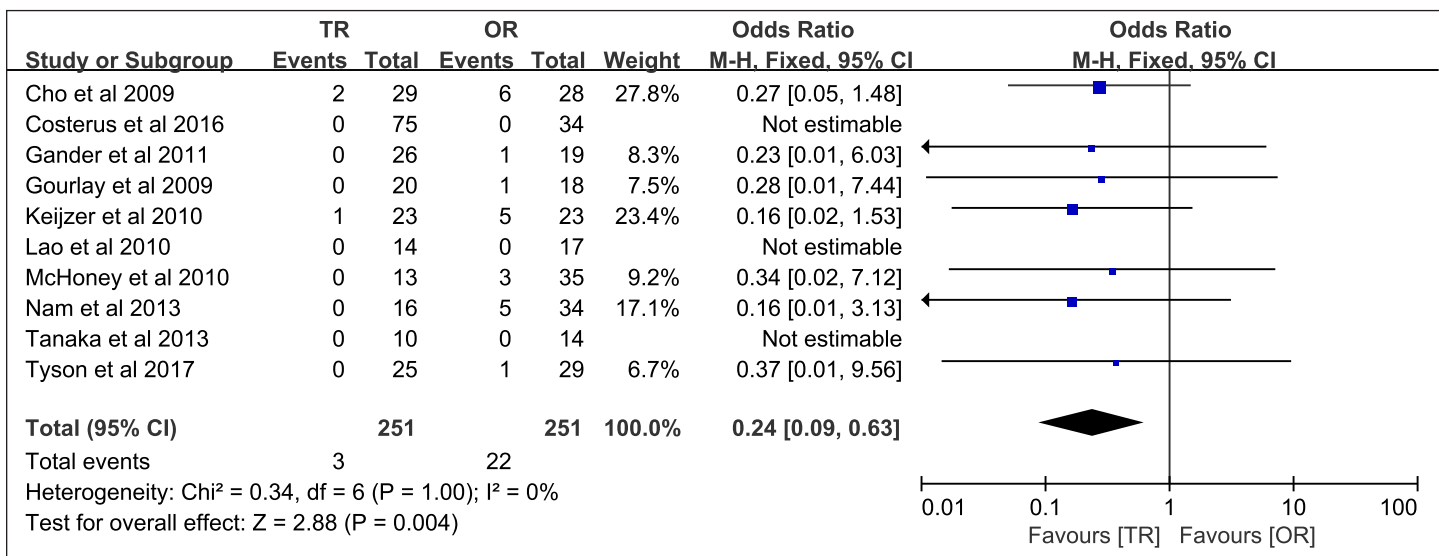 TR OR Odds Ratio Odds Ratio
Study or Subgroup Events Total Events Total Weight M-H, Fixed, 95% CI M-H, Fixed, 95% CI
Cho et al 2009 2 29 6 28 27.8% 0.27 [0.05, 1.48]
Costerus et al 2016 0 75 0 34 Not estimable
Gander et al 2011 0 26 1 19 8.3% 0.23 [0.01, 6.03]
Gourlay et al 2009 0 20 1 18 7.5% 0.28 [0.01, 7.44]
Keijzer et al 2010 1 23 5 23 23.4% 0.16 [0.02, 1.53]
Lao et al 2010 0 14 0 17 Not estimable
McHoney et al 2010 0 13 3 35 9.2% 0.34 [0.02, 7.12]
Nam et al 2013 0 16 5 34 17.1% 0.16 [0.01, 3.13]
Tanaka et al 2013 0 10 0 14 Not estimable
Tyson et al 2017 0 25 1 29 6.7% 0.37 [0.01, 9.56]
Total (95% CI) 251 251 100.0% 0.24 [0.09, 0.63]
Total events 3 22
Heterogeneity: Chi² = 0.34, df = 6 (P = 1.00); I² = 0%
Test for overall effect: Z = 2.88 (P = 0.004)
0.01 0.1 1 10 100
Favours [TR] Favours [OR]